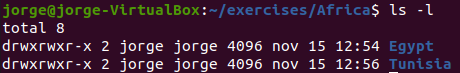 jorge@jorge-VirtualBox:~/exercises/Africa$ ls -l
total 8
drwxrwxr-x 2 jorge jorge 4096 nov 15 12:54 Egypt
drwxrwxr-x 2 jorge jorge 4096 nov 15 12:56 Tunisia